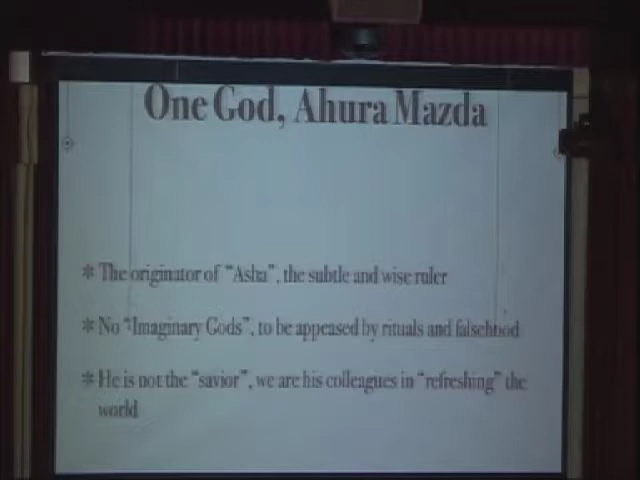 One God, Ahura Mazda
* The originator of "Asha", the subtle and wise ruler
* No "Imaginary Gods", to be appeased by rituals and falsehood
* He is not the "savior", we are his colleagues in "refreshing" the
world